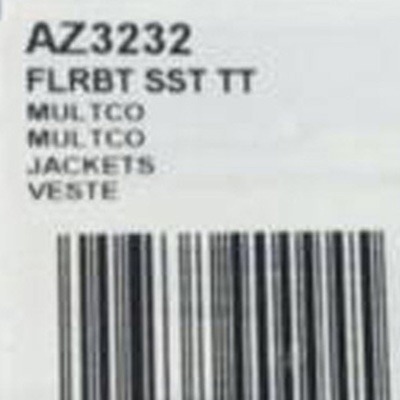 AZ3232
FLRBT SST TT
MULTCO
MULTCO
JACKETS
VESTE